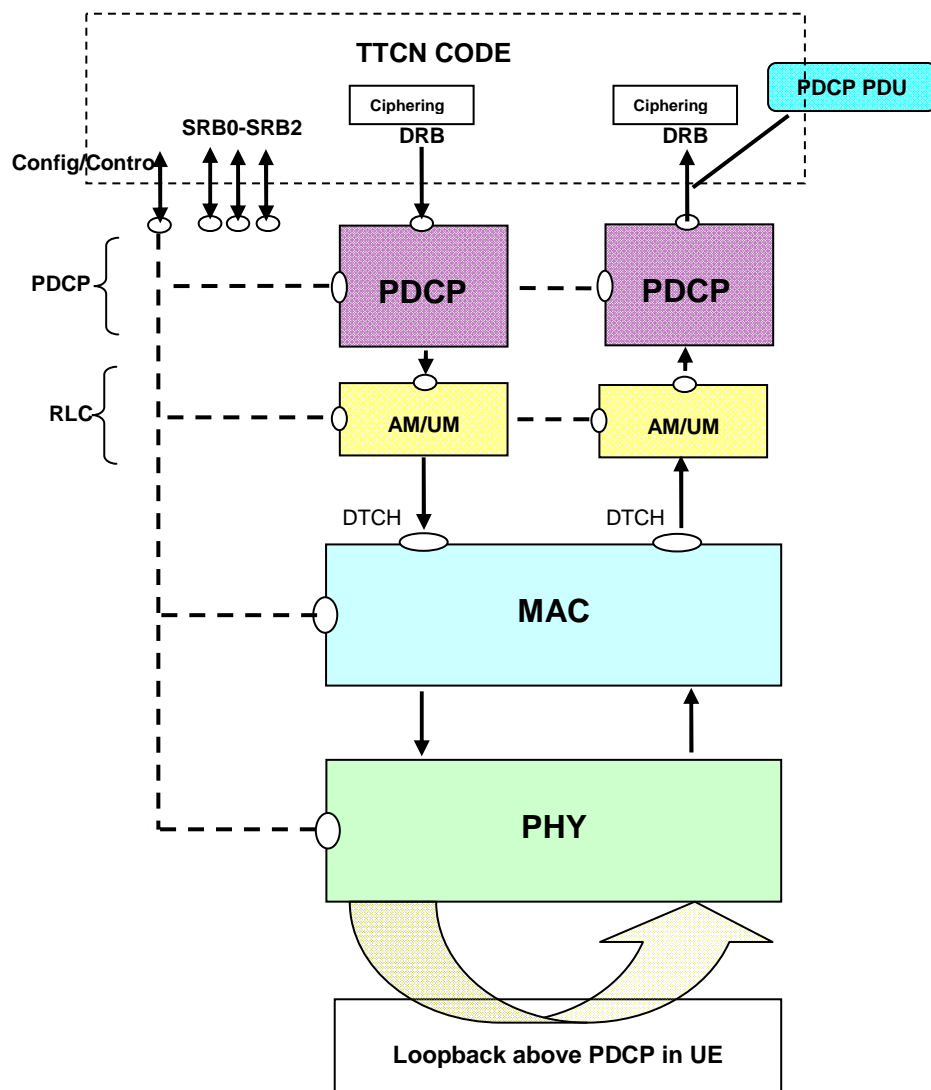 TTCN CODE
PDCP PDU
Ciphering
Ciphering
SRB0-SRB2
DRB
DRB
Config/Contro
PDCP
PDCP
PDCP
RLC
AM/UM
AM/UM
DTCH
DTCH
MAC
PHY
Loopback above PDCP in UE